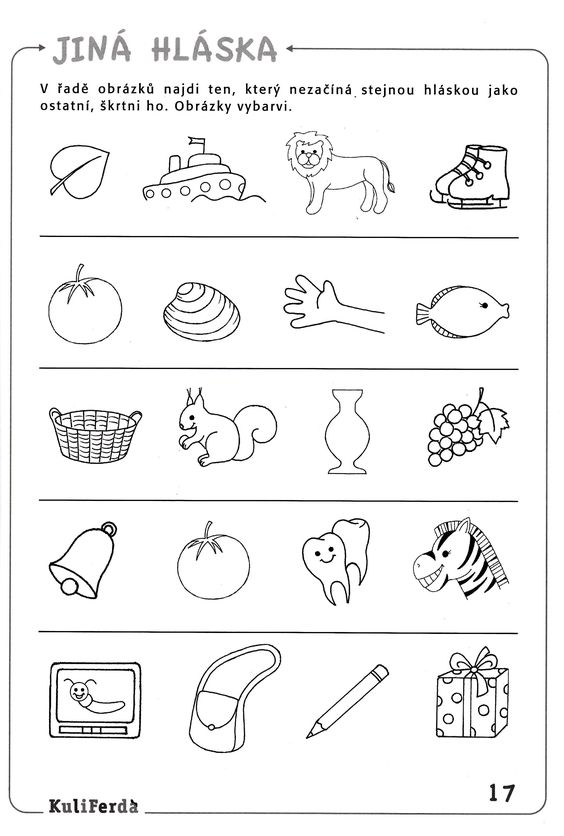 JINÁ HLÁSKA
V řadě obrázků najdi ten, který nezačíná stejnou hláskou jako
ostatní, škrtni ho. Obrázky vybarvi.
17
KuliFerda